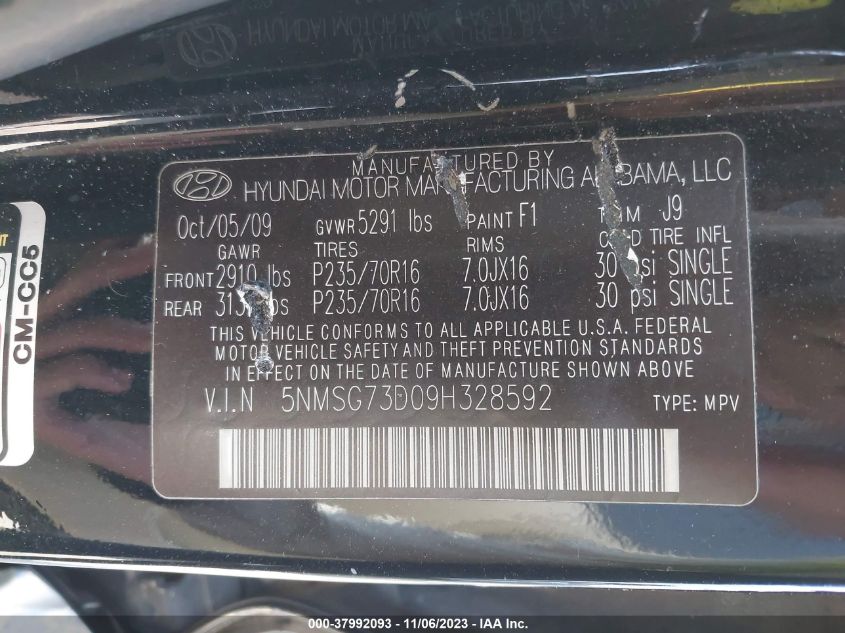 MANUFACTURED BY
HYUNDAI MOTOR MANUFACTURING ALABAMA, LLC
Oct/05/09 GVWR 5291 lbs PAINT F1 TRIM J9
GAWR TIRES RIMS COLD TIRE INFL
FRONT 2910 lbs P235/70R16 7.0JX16 30 psi SINGLE
REAR lbs P235/70R16 7.0JX16 30 psi SINGLE
THIS VEHICLE CONFORMS TO ALL APPLICABLE U.S.A. FEDERAL
MOTOR VEHICLE SAFETY AND THEFT PREVENTION STANDARDS
IN EFFECT ON THE DATE OF MANUFACTURE SHOWN ABOVE
V.I.N 5NMSG73D09H328592 TYPE: MPV
CM-CC5
000-37992093 - 11/06/2023 - IAA Inc.